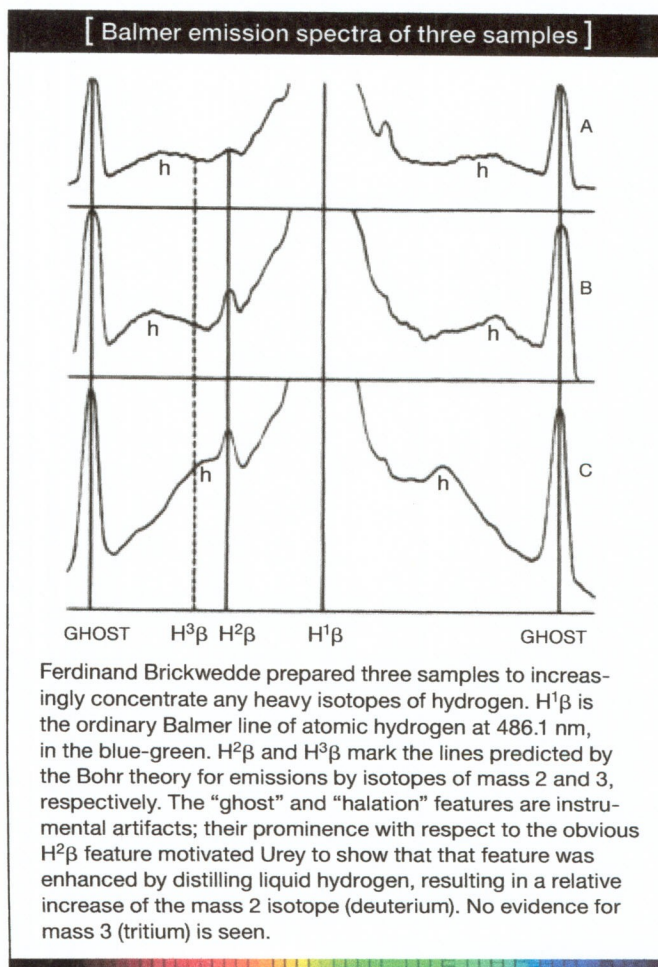 [ Balmer emission spectra of three samples ]
A
h
h
B
h
h
C
h
h
GHOST H³β H²β H¹β GHOST
Ferdinand Brickwedde prepared three samples to increas-
ingly concentrate any heavy isotopes of hydrogen. H¹β is
the ordinary Balmer line of atomic hydrogen at 486.1 nm,
in the blue-green. H²β and H³β mark the lines predicted by
the Bohr theory for emissions by isotopes of mass 2 and 3,
respectively. The “ghost” and “halation” features are instru-
mental artifacts; their prominence with respect to the obvious
H²β feature motivated Urey to show that that feature was
enhanced by distilling liquid hydrogen, resulting in a relative
increase of the mass 2 isotope (deuterium). No evidence for
mass 3 (tritium) is seen.